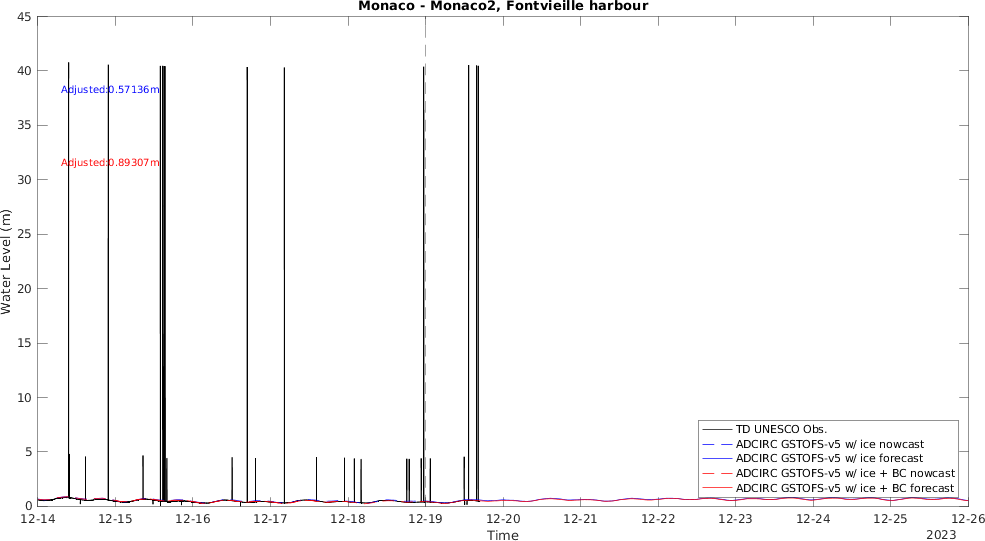 Monaco - Monaco2, Fontvieille harbour
45
40
35
30
25
20
15
10
5
0
Water Level (m)
Adjusted:0.57136m
Adjusted:0.89307m
TD UNESCO Obs.
ADCIRC GSTOFS-v5 w/ ice nowcast
ADCIRC GSTOFS-v5 w/ ice forecast
ADCIRC GSTOFS-v5 w/ ice + BC nowcast
ADCIRC GSTOFS-v5 w/ ice + BC forecast
12-14 12-15 12-16 12-17 12-18 12-19 12-20 12-21 12-22 12-23 12-24 12-25 12-26
Time
2023